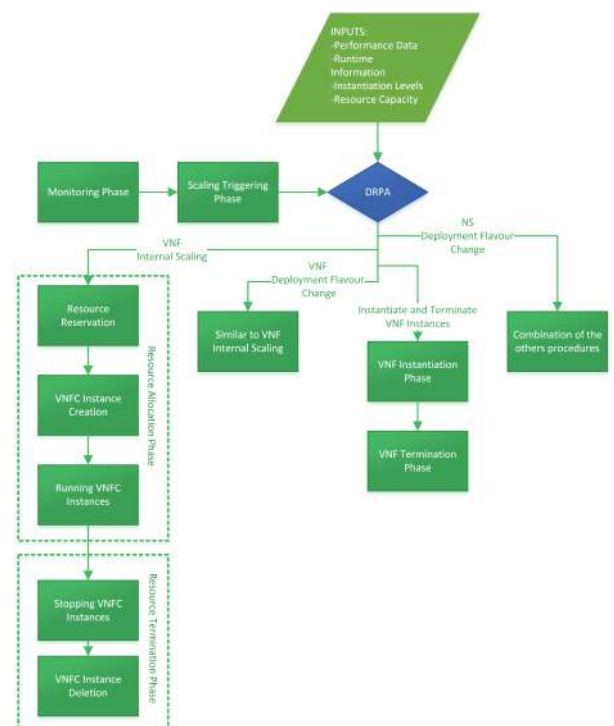 INPUTS:
-Performance Data
-Runtime
Information
-Instantiation Levels
-Resource Capacity
Monitoring Phase
Scaling Triggering
Phase
DRPA
VNF
Internal Scaling
VNF
Deployment Flavour
Change
NS
Deployment Flavour
Change
Instantiate and Terminate
VNF Instances
Resource
Reservation
Similar to VNF
Internal Scaling
VNF Instantiation
Phase
Combination of the
others procedures
VNFC Instance
Creation
VNF Termination
Phase
Running VNFC
Instances
Resource Allocation Phase
Stopping VNFC
Instances
VNFC Instance
Deletion
Resource Termination Phase